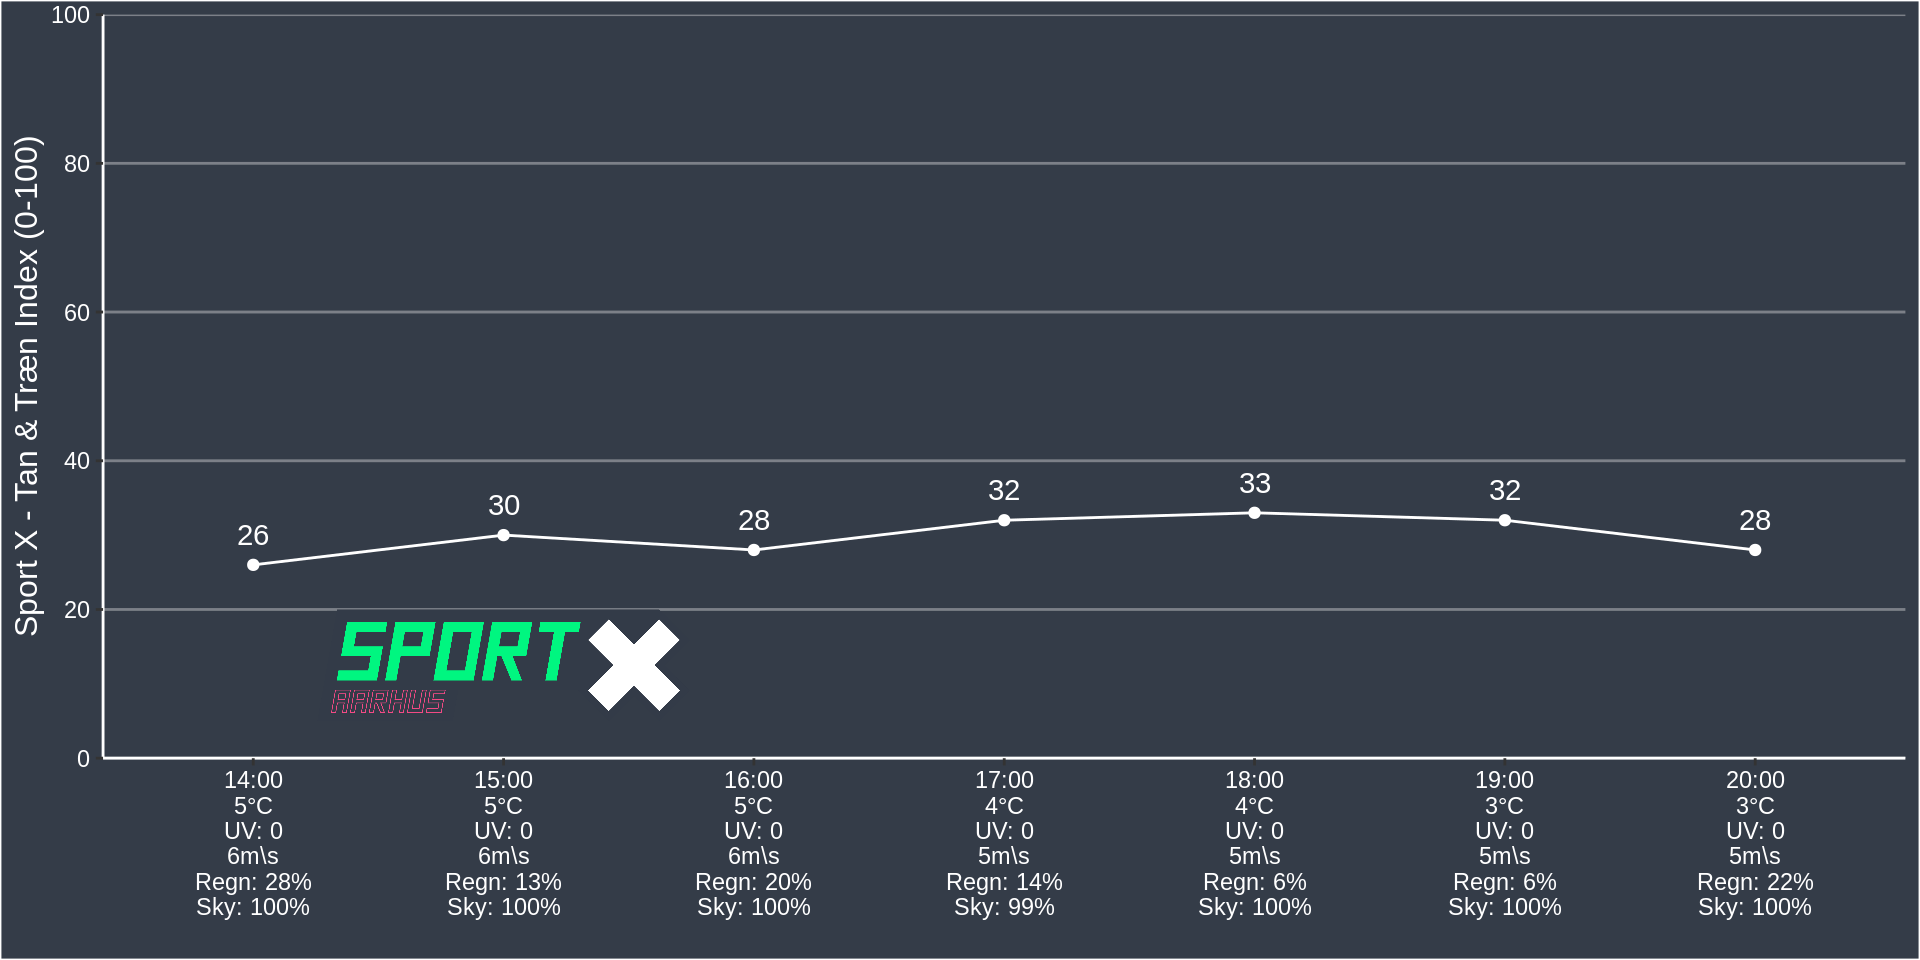 Sport X - Tan & Træn Index (0-100)
100
80
60
40
20
0
26
30
28
32
33
32
28
SPORT X
AARHUS
14:00
5°C
UV: 0
6m\s
Regn: 28%
Sky: 100%
15:00
5°C
UV: 0
6m\s
Regn: 13%
Sky: 100%
16:00
5°C
UV: 0
6m\s
Regn: 20%
Sky: 100%
17:00
4°C
UV: 0
5m\s
Regn: 14%
Sky: 99%
18:00
4°C
UV: 0
5m\s
Regn: 6%
Sky: 100%
19:00
3°C
UV: 0
5m\s
Regn: 6%
Sky: 100%
20:00
3°C
UV: 0
5m\s
Regn: 22%
Sky: 100%